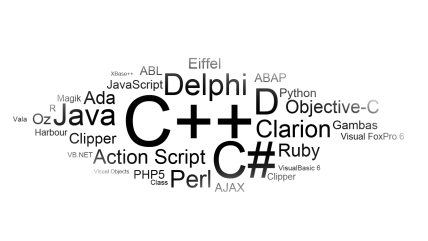 Eiffel
XBase++ ABL
JavaScript Delphi ABAP
Magik Ada D Python
R Java C++ Objective-C
Vala Oz Clarion Gambas
Harbour Clipper Visual FoxPro 6
VB.NET Action Script C# Ruby
Visual Objects PHP5 Perl VisualBasic 6
Class AJAX Clipper